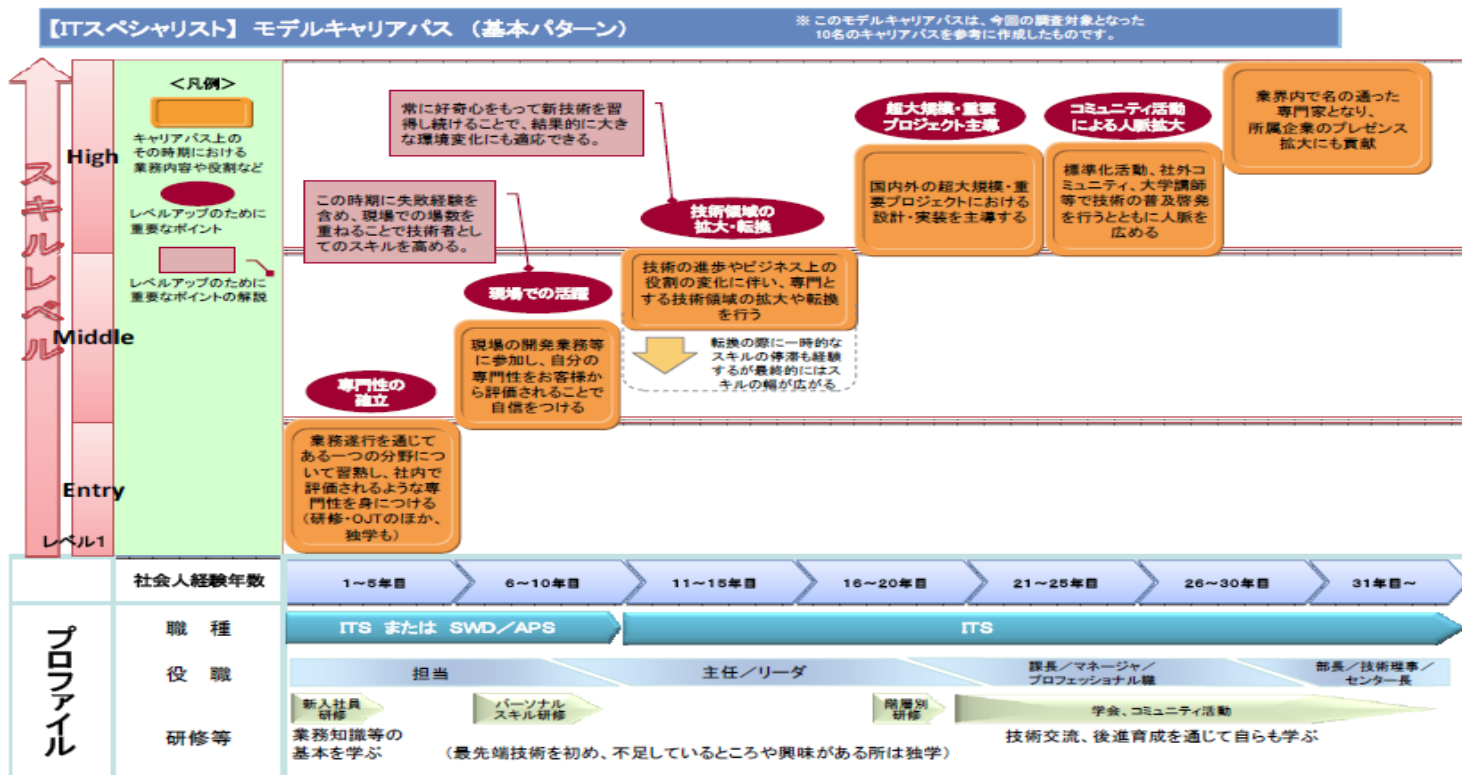 【ITスペシャリスト】 モデルキャリアパス （基本パターン）
※ このモデルキャリアパスは、今回の調査対象となった
10名のキャリアパスを参考に作成したものです。
スキルレベル
High
Middle
Entry
レベル1
＜凡例＞
キャリアパス上の
その時期における
業務内容や役割など
レベルアップのために
重要なポイント
レベルアップのために
重要なポイントの解説
専門性の
確立
業務遂行を通じて
ある一つの分野につ
いて習熟し、社内で
評価されるような専
門性を身につける
（研修・OJTのほか、
独学も）
この時期に失敗経験を
含め、現場での場数を
重ねることで技術者とし
てのスキルを高める。
現場での活躍
現場の開発業務等
に参加し、自分の
専門性をお客様か
ら評価されることで
自信をつける
常に好奇心をもって新技術を習
得し続けることで、結果的に大き
な環境変化にも適応できる。
技術領域の
拡大・転換
技術の進歩やビジネス上の
役割の変化に伴い、専門と
する技術領域の拡大や転換
を行う
転換の際に一時的な
スキルの停滞も経験
するが最終的にはス
キルの幅が広がる
超大規模・重要
プロジェクト主導
国内外の超大規模・重
要プロジェクトにおける
設計・実装を主導する
コミュニティ活動
による人脈拡大
標準化活動、社外コ
ミュニティ、大学講師
等で技術の普及啓発
を行うとともに人脈を
広める
業界内で名の通った
専門家となり、
所属企業のプレゼンス
拡大にも貢献
社会人経験年数
1～5年目
6～10年目
11～15年目
16～20年目
21～25年目
26～30年目
31年目～
プロファイル
職 種
ITS または SWD／APS
ITS
役 職
担当
主任／リーダ
課長／マネージャ／
プロフェッショナル職
部長／技術理事／
センター長
研修等
新入社員
研修
パーソナル
スキル研修
階層別
研修
学会、コミュニティ活動
業務知識等の
基本を学ぶ
（最先端技術を初め、不足しているところや興味がある所は独学）
技術交流、後進育成を通じて自らも学ぶ